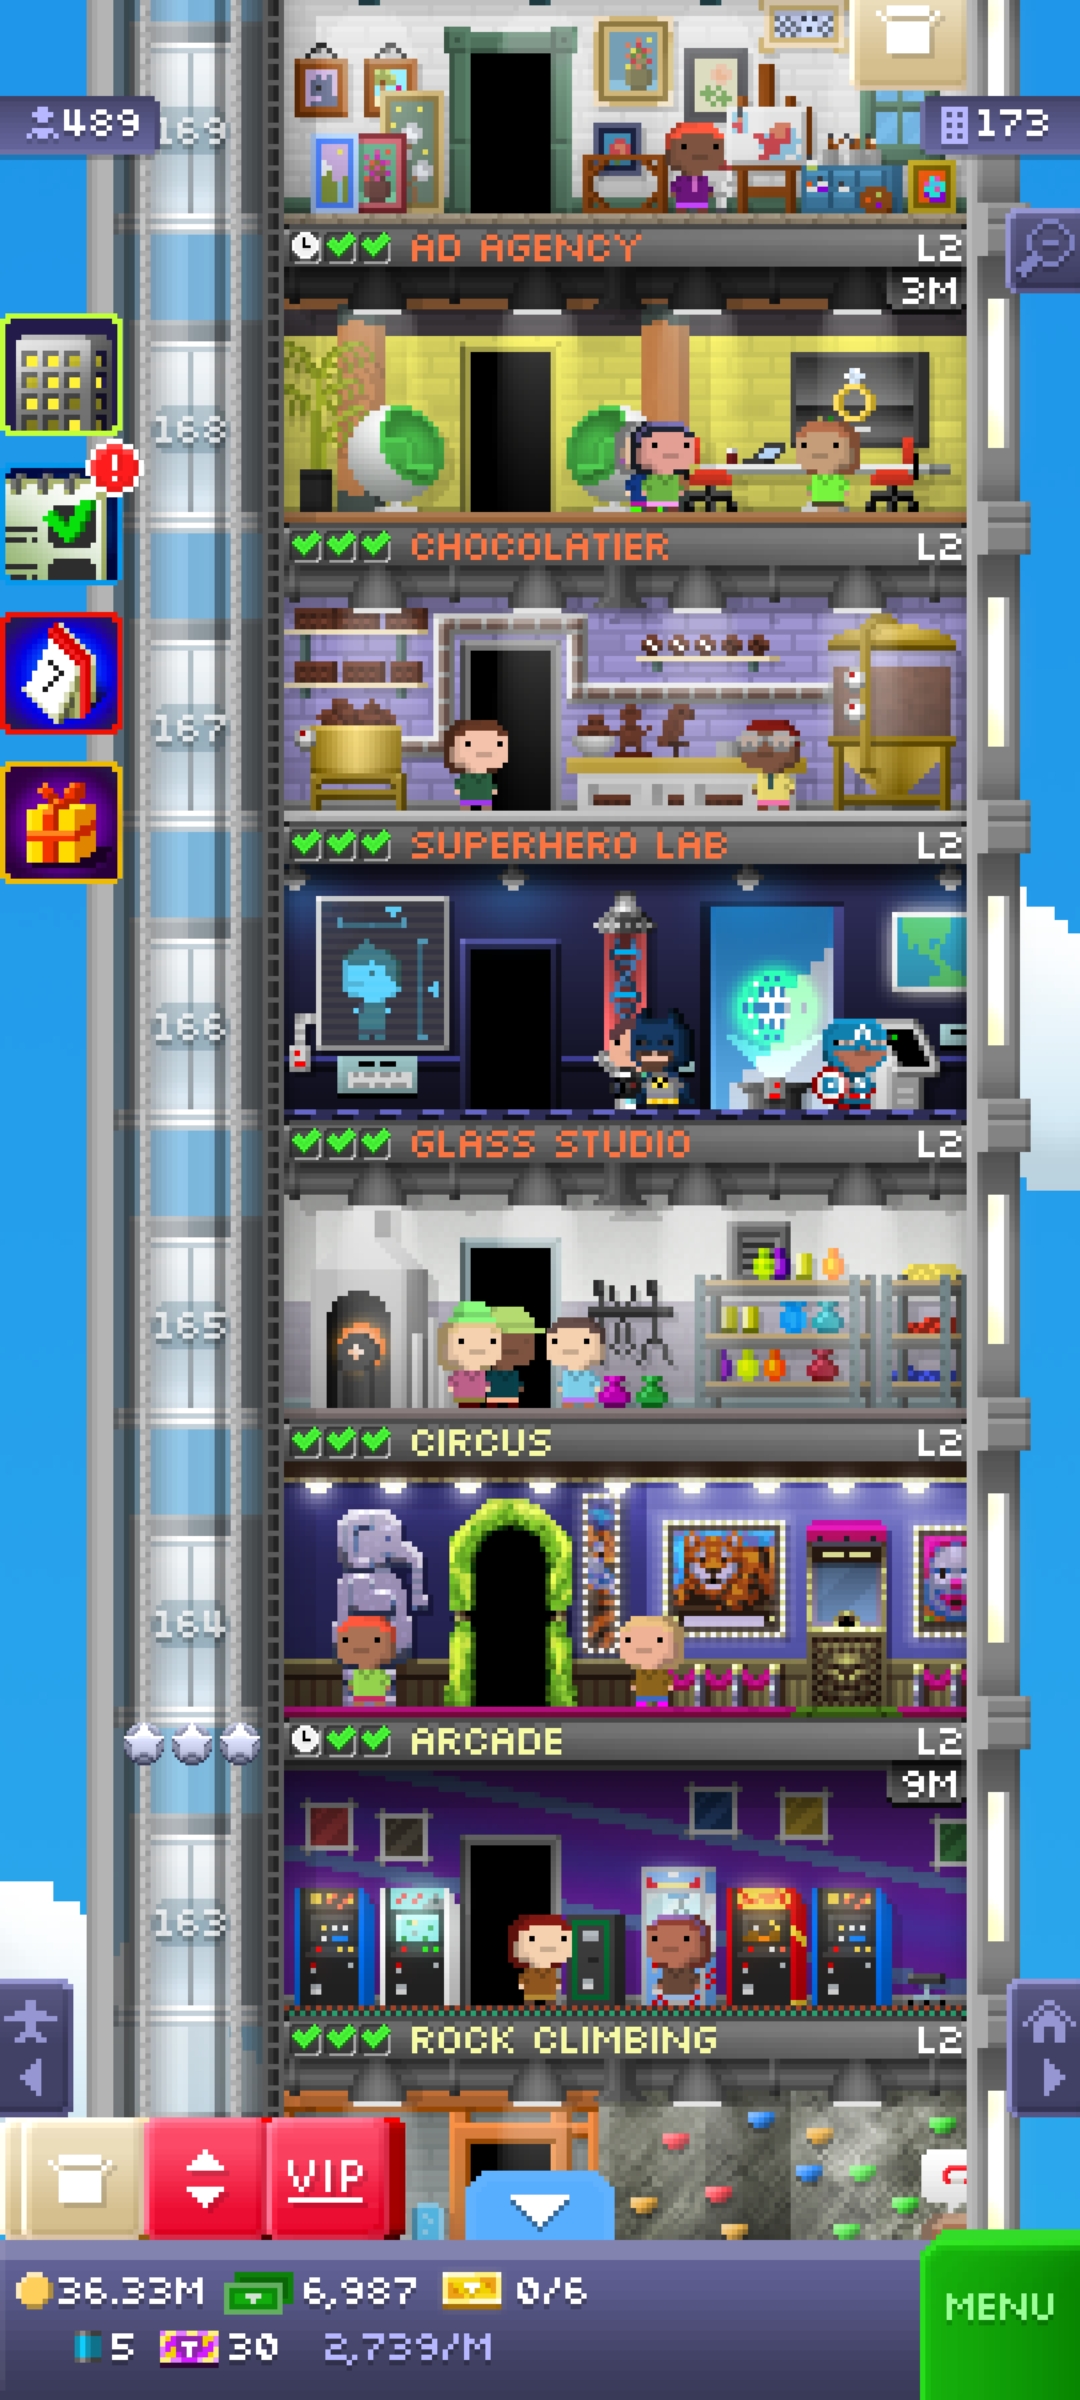 489
169
173
AD AGENCY L2
3M
168
CHOCOLATIER L2
167
SUPERHERO LAB L2
166
GLASS STUDIO L2
165
CIRCUS L2
164
ARCADE L2
9M
163
ROCK CLIMBING L2
VIP
36.33M 6,987 0/6
MENU
5 T 30 2,739/M